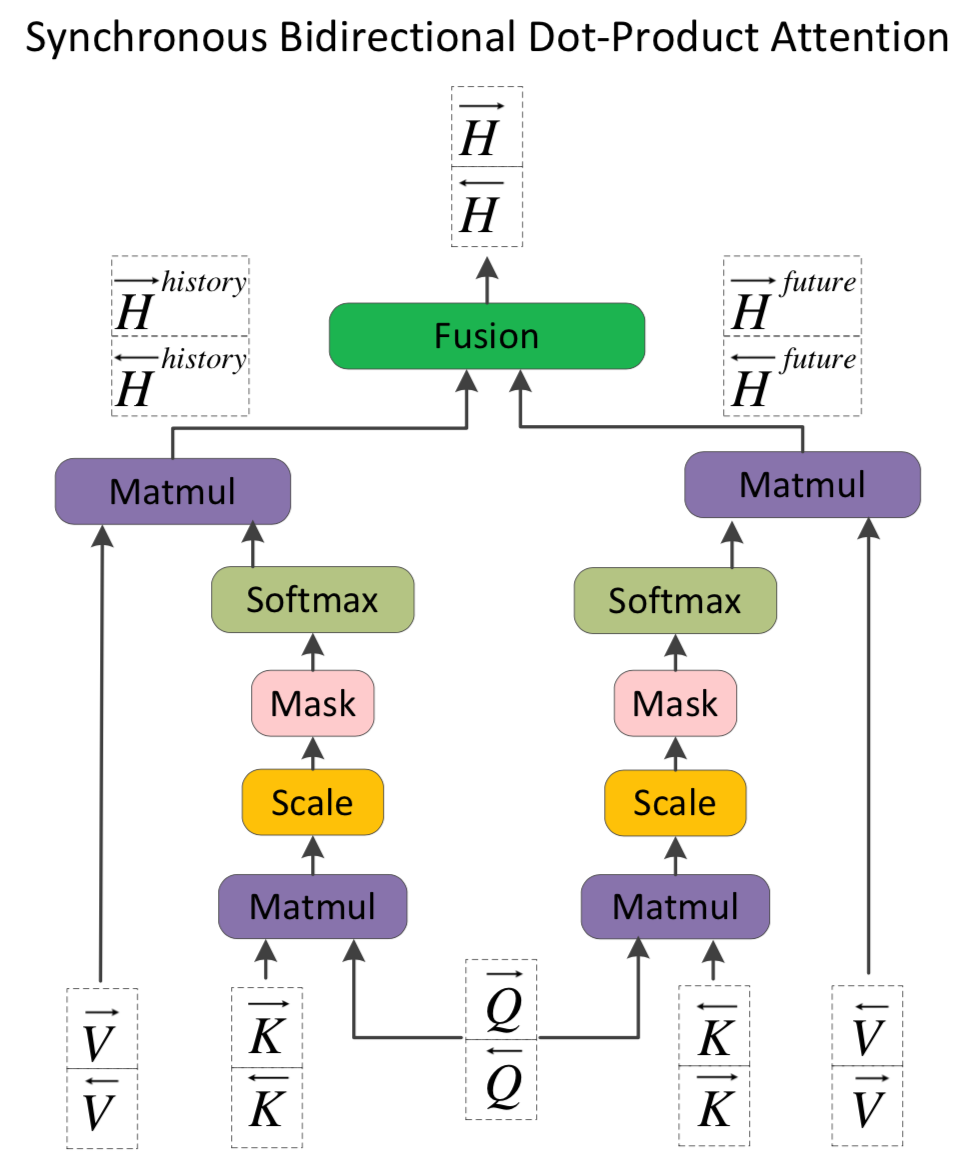 Synchronous Bidirectional Dot-Product Attention
$\overrightarrow{H}$
$\overleftarrow{H}$
$\overrightarrow{H}^{history}$
$\overleftarrow{H}^{history}$
Fusion
$\overrightarrow{H}^{future}$
$\overleftarrow{H}^{future}$
Matmul
Matmul
Softmax
Softmax
Mask
Mask
Scale
Scale
Matmul
Matmul
$\overrightarrow{V}$
$\overleftarrow{V}$
$\overrightarrow{K}$
$\overleftarrow{K}$
$\overrightarrow{Q}$
$\overleftarrow{Q}$
$\overleftarrow{K}$
$\overrightarrow{K}$
$\overleftarrow{V}$
$\overrightarrow{V}$